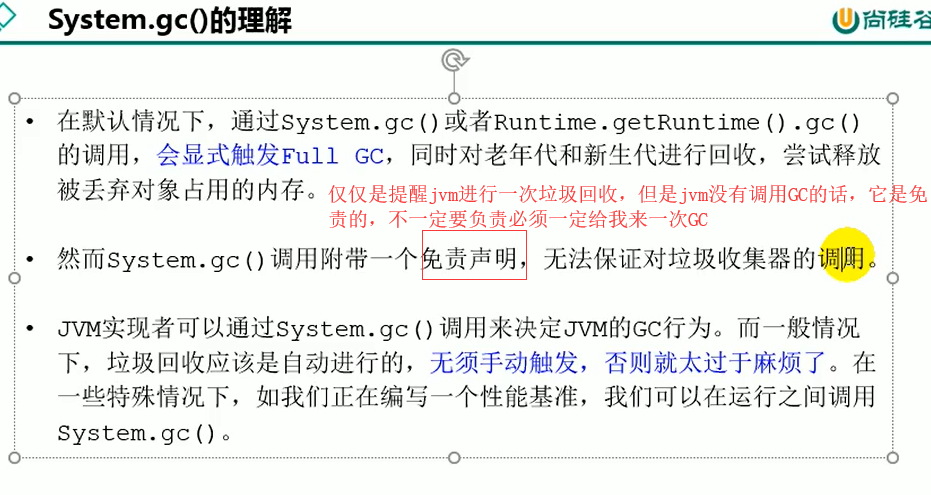 System.gc()的理解
尚硅谷
• 在默认情况下，通过System.gc()或者Runtime.getRuntime().gc()
的调用，会显式触发Full GC，同时对老年代和新生代进行回收，尝试释放
被丢弃对象占用的内存。
仅仅是提醒jvm进行一次垃圾回收，但是jvm没有调用GC的话，它是免
责的，不一定要负责必须一定给我来一次GC
• 然而System.gc()调用附带一个免责声明，无法保证对垃圾收集器的调用。
• JVM实现者可以通过System.gc()调用来决定JVM的GC行为。而一般情况
下，垃圾回收应该是自动进行的，无须手动触发，否则就太过于麻烦了。在
一些特殊情况下，如我们正在编写一个性能基准，我们可以在运行之间调用
System.gc()。